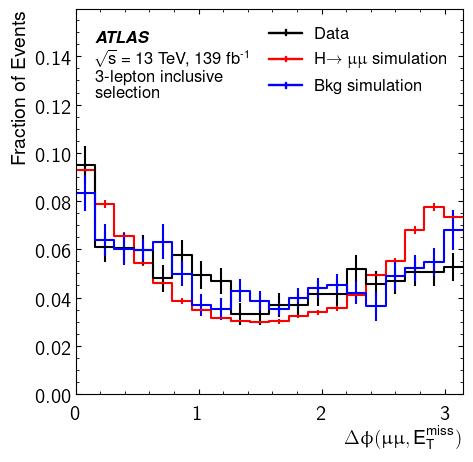 Fraction of Events
0.00
0.02
0.04
0.06
0.08
0.10
0.12
0.14
ATLAS
√s = 13 TeV, 139 fb⁻¹
3-lepton inclusive
selection
Data
H→ μμ simulation
Bkg simulation
0 1 2 3
Δϕ(μμ, E_T^miss)